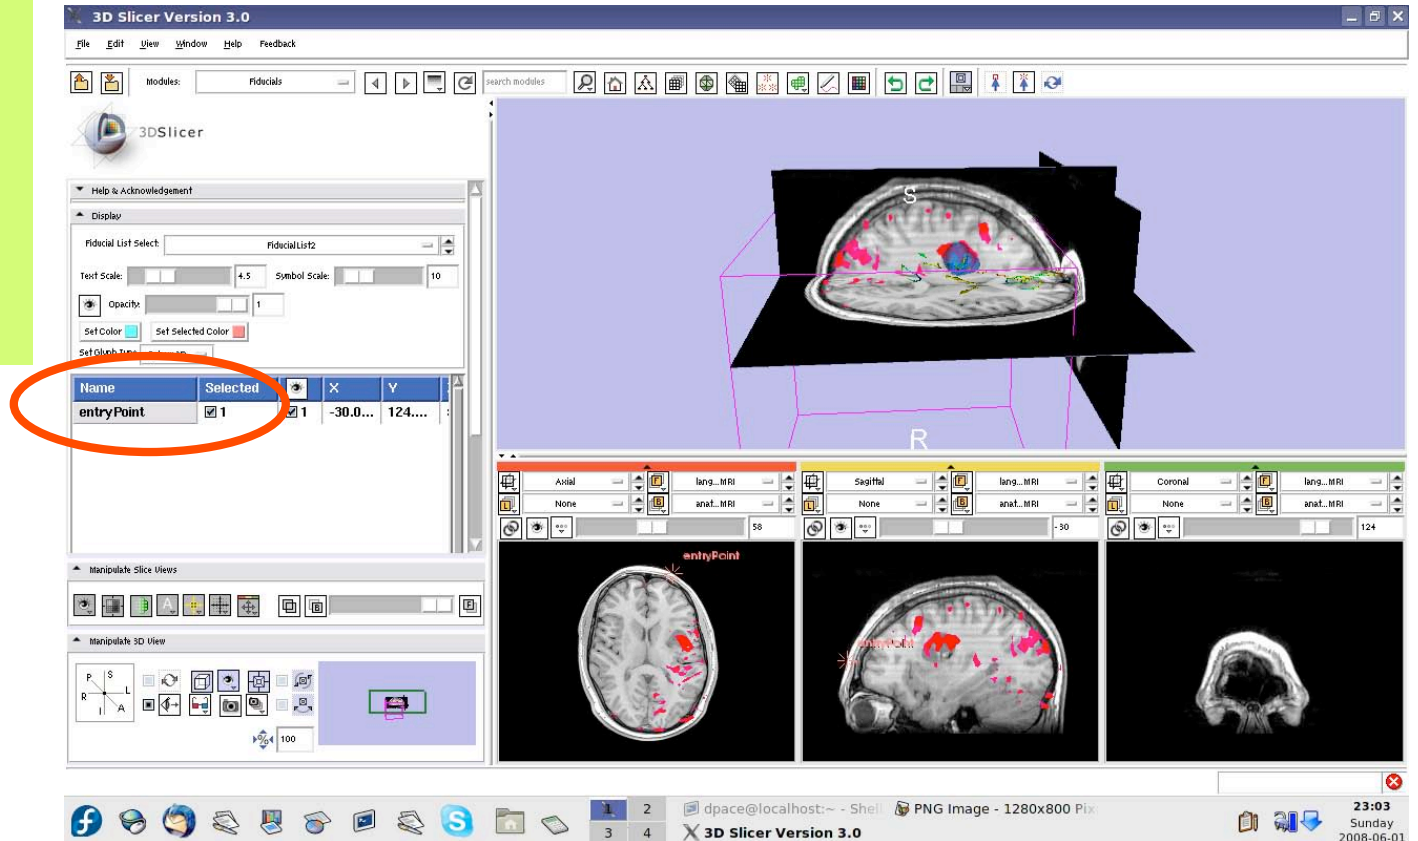 3D Slicer Version 3.0
File Edit View Window Help Feedback
Modules: Fiducials search modules
3DSlicer
Help & Acknowledgement
Display
Fiducial List Select: FiducialList2
Text Scale: 4.5 Symbol Scale: 10
Opacity: 1
Set Color Set Selected Color
Name Selected X Y
entryPoint 1 1 -30.0... 124....
Manipulate Slice Views
Manipulate 3D View
P S
R L
I A
100
S
R
Axial lang...MRI Sagittal lang...MRI Coronal lang...MRI
None anat...MRI None anat...MRI None anat...MRI
58 -30 124
entryPoint
entryPoint
1 2 dpace@localhost:~ - Shell PNG Image - 1280x800 Pix
3 4 3D Slicer Version 3.0
23:03
Sunday
2008-06-01